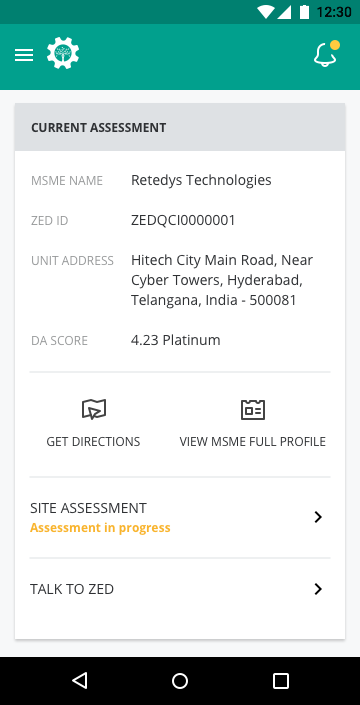 12:30
CURRENT ASSESSMENT
MSME NAME Retedys Technologies
ZED ID ZEDQCI0000001
UNIT ADDRESS Hitech City Main Road, Near
Cyber Towers, Hyderabad,
Telangana, India - 500081
DA SCORE 4.23 Platinum
GET DIRECTIONS VIEW MSME FULL PROFILE
SITE ASSESSMENT
Assessment in progress
TALK TO ZED